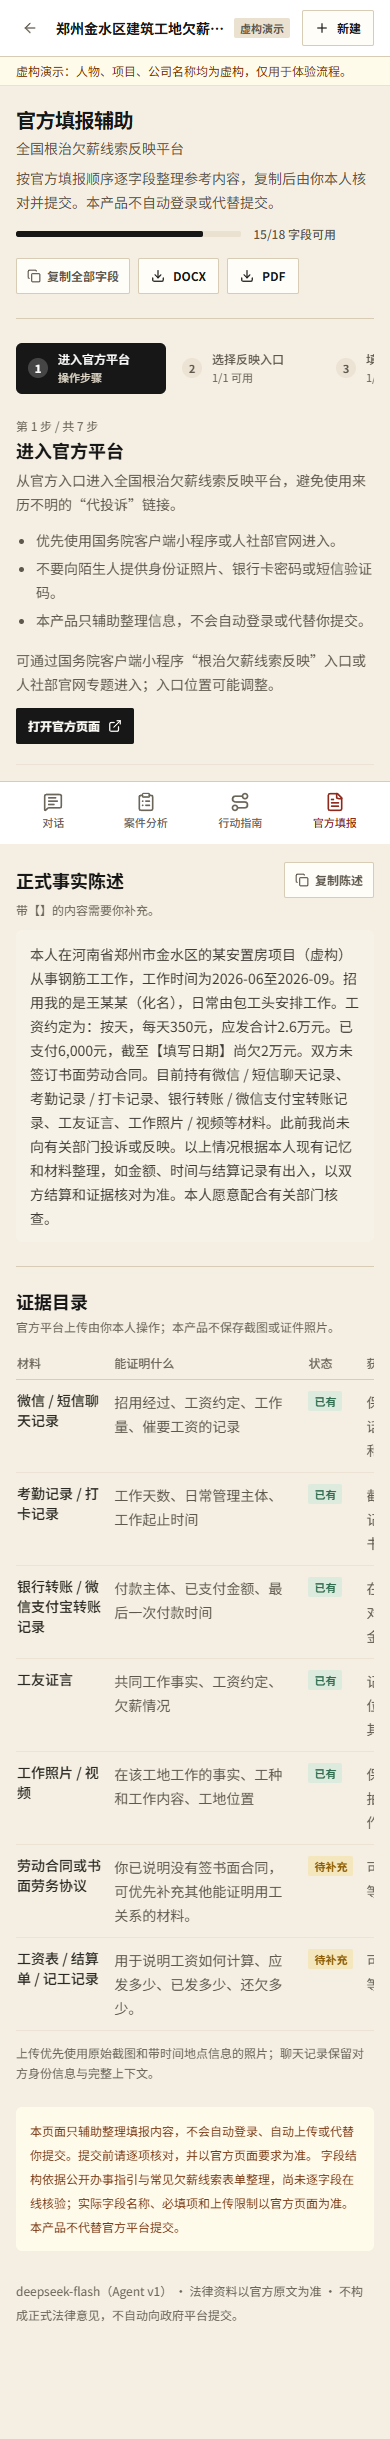 郑州金水区建筑工地欠薪… 虚构演示 新建
虚构演示：人物、项目、公司名称均为虚构，仅用于体验流程。
官方填报辅助
全国根治欠薪线索反映平台
按官方填报顺序逐字段整理参考内容，复制后由你本人核
对并提交。本产品不自动登录或代替提交。
15/18 字段可用
复制全部字段 DOCX PDF
1 进入官方平台 2 选择反映入口 3
操作步骤 1/1 可用
第 1 步 / 共 7 步
进入官方平台
从官方入口进入全国根治欠薪线索反映平台，避免使用来
历不明的“代投诉”链接。
• 优先使用国务院客户端小程序或人社部官网进入。
• 不要向陌生人提供身份证照片、银行卡密码或短信验证
码。
• 本产品只辅助整理信息，不会自动登录或代替你提交。
可通过国务院客户端小程序“根治欠薪线索反映”入口或
人社部官网专题进入；入口位置可能调整。
打开官方页面
对话 案件分析 行动指南 官方填报
正式事实陈述 复制陈述
带【】的内容需要你补充。
本人在河南省郑州市金水区的某安置房项目（虚构）
从事钢筋工工作，工作时间为2026-06至2026-09。招
用我的是王某某（化名），日常由包工头安排工作。工
资约定为：按天，每天350元，应发合计2.6万元。已
支付6,000元，截至【填写日期】尚欠2万元。双方未
签订书面劳动合同。目前持有微信 / 短信聊天记录、
考勤记录 / 打卡记录、银行转账 / 微信支付宝转账记
录、工友证言、工作照片 / 视频等材料。此前我尚未
向有关部门投诉或反映。以上情况根据本人现有记忆
和材料整理，如金额、时间与结算记录有出入，以双
方结算和证据核对为准。本人愿意配合有关部门核
查。
证据目录
官方平台上传由你本人操作；本产品不保存截图或证件照片。
材料 能证明什么 状态
微信 / 短信聊 招用经过、工资约定、工作 已有
天记录 量、催要工资的记录
考勤记录 / 打 工作天数、日常管理主体、 已有
卡记录 工作起止时间
银行转账 / 微 付款主体、已支付金额、最 已有
信支付宝转账 后一次付款时间
记录
工友证言 共同工作事实、工资约定、 已有
欠薪情况
工作照片 / 视 在该工地工作的事实、工种 已有
频 和工作内容、工地位置
劳动合同或书 你已说明没有签书面合同， 待补充
面劳务协议 可优先补充其他能证明用工
关系的材料。
工资表 / 结算 用于说明工资如何计算、应 待补充
单 / 记工记录 发多少、已发多少、还欠多
少。
上传优先使用原始截图和带时间地点信息的照片；聊天记录保留对
方身份信息与完整上下文。
本页面只辅助整理填报内容，不会自动登录、自动上传或代替
你提交。提交前请逐项核对，并以官方页面要求为准。 字段结
构依据公开办事指引与常见欠薪线索表单整理，尚未逐字段在
线核验；实际字段名称、必填项和上传限制以官方页面为准。
本产品不代替官方平台提交。
deepseek-flash（Agent v1） · 法律资料以官方原文为准 · 不构
成正式法律意见，不自动向政府平台提交。